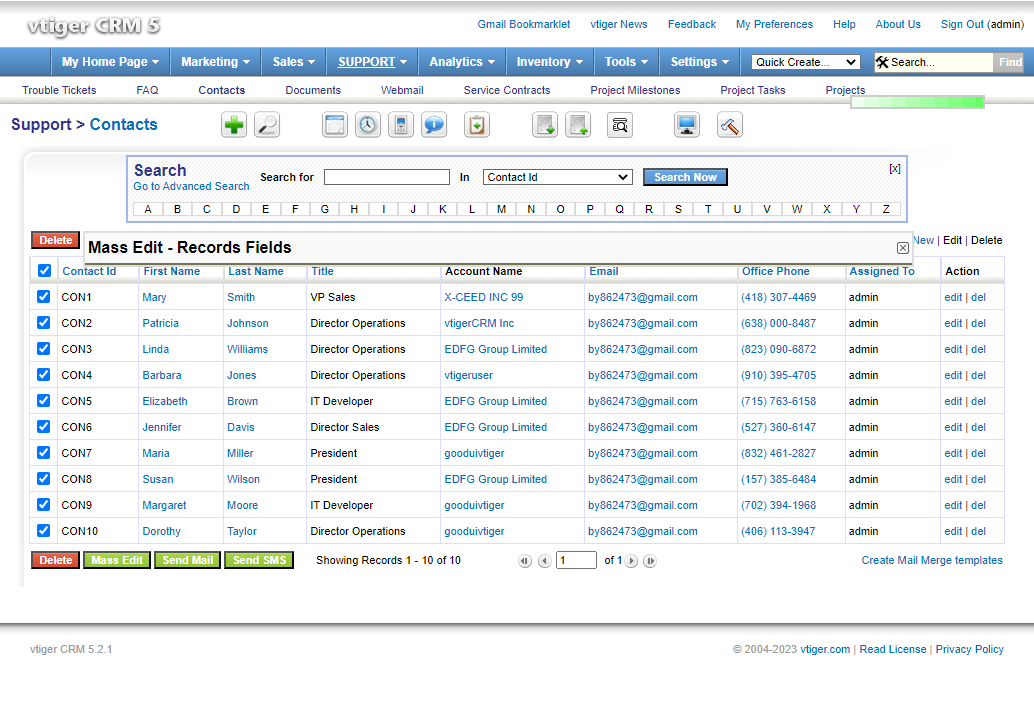 vtiger CRM 5
Gmail Bookmarklet vtiger News Feedback My Preferences Help About Us Sign Out (admin)
My Home Page Marketing Sales SUPPORT Analytics Inventory Tools Settings Quick Create... Search... Find
Trouble Tickets FAQ Contacts Documents Webmail Service Contracts Project Milestones Project Tasks Projects
Support > Contacts
Search
Go to Advanced Search
Search for In Contact Id Search Now [x]
A B C D E F G H I J K L M N O P Q R S T U V W X Y Z
Delete Mass Edit - Records Fields New | Edit | Delete
Contact Id First Name Last Name Title Account Name Email Office Phone Assigned To Action
CON1 Mary Smith VP Sales X-CEED INC 99 by862473@gmail.com (418) 307-4469 admin edit | del
CON2 Patricia Johnson Director Operations vtigerCRM Inc by862473@gmail.com (638) 000-8487 admin edit | del
CON3 Linda Williams Director Operations EDFG Group Limited by862473@gmail.com (823) 090-6872 admin edit | del
CON4 Barbara Jones Director Operations vtigeruser by862473@gmail.com (910) 395-4705 admin edit | del
CON5 Elizabeth Brown IT Developer EDFG Group Limited by862473@gmail.com (715) 763-6158 admin edit | del
CON6 Jennifer Davis Director Sales EDFG Group Limited by862473@gmail.com (527) 360-6147 admin edit | del
CON7 Maria Miller President gooduivtiger by862473@gmail.com (832) 461-2827 admin edit | del
CON8 Susan Wilson President EDFG Group Limited by862473@gmail.com (157) 385-6484 admin edit | del
CON9 Margaret Moore IT Developer gooduivtiger by862473@gmail.com (702) 394-1968 admin edit | del
CON10 Dorothy Taylor Director Operations gooduivtiger by862473@gmail.com (406) 113-3947 admin edit | del
Delete Mass Edit Send Mail Send SMS Showing Records 1 - 10 of 10 1 of 1 Create Mail Merge templates
vtiger CRM 5.2.1 © 2004-2023 vtiger.com | Read License | Privacy Policy